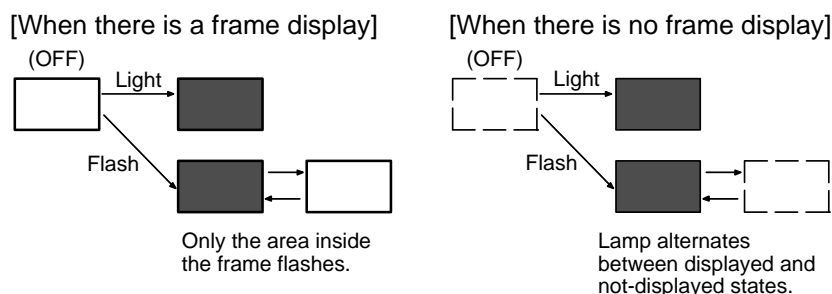 [When there is a frame display]
(OFF)
Light
Flash
Only the area inside
the frame flashes.
[When there is no frame display]
(OFF)
Light
Flash
Lamp alternates
between displayed and
not-displayed states.